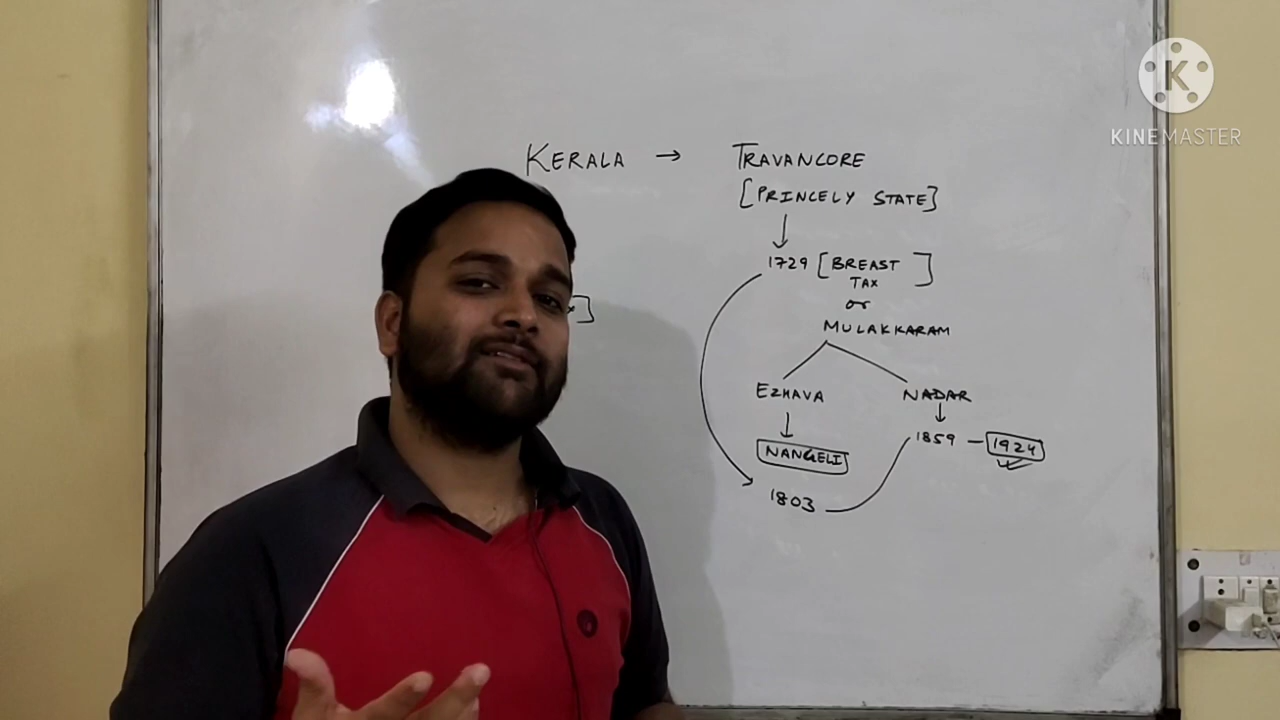 K
KINEMASTER
KERALA → TRAVANCORE
[PRINCELY STATE]
1729 [BREAST TAX]
or
MULAKKARAM
EZHAVA NADAR
1859 - 1924
NANGELI
1803